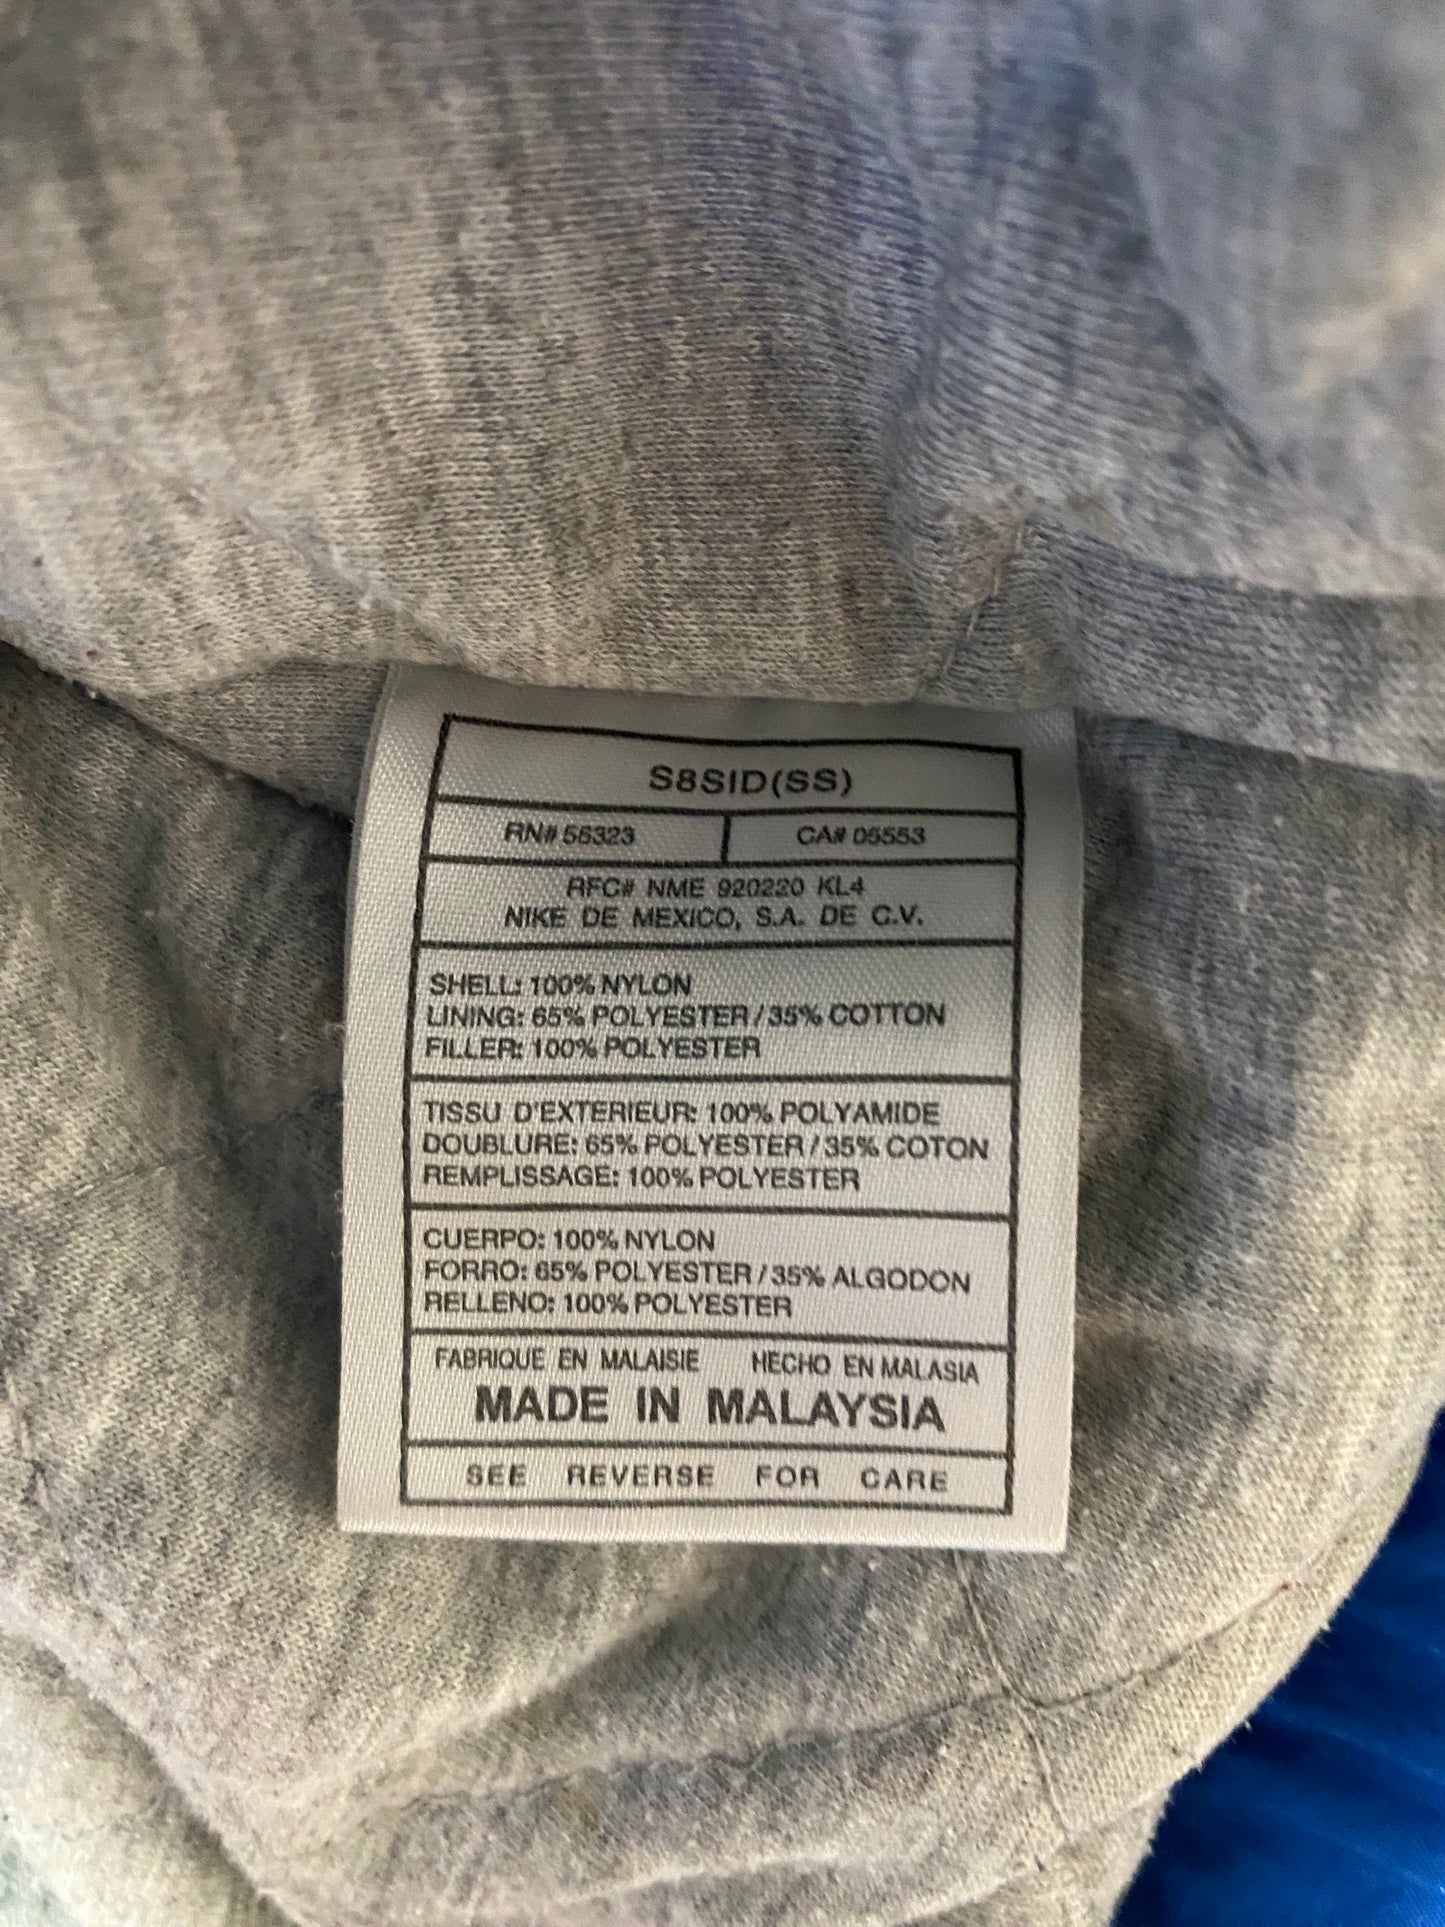 S8SID(SS)
RN# 56323 CA# 05553
RFC# NME 920220 KL4
NIKE DE MEXICO, S.A. DE C.V.
SHELL: 100% NYLON
LINING: 65% POLYESTER / 35% COTTON
FILLER: 100% POLYESTER
TISSU D'EXTERIEUR: 100% POLYAMIDE
DOUBLURE: 65% POLYESTER / 35% COTON
REMPLISSAGE: 100% POLYESTER
CUERPO: 100% NYLON
FORRO: 65% POLYESTER / 35% ALGODON
RELLENO: 100% POLYESTER
FABRIQUE EN MALAISIE HECHO EN MALASIA
MADE IN MALAYSIA
SEE REVERSE FOR CARE